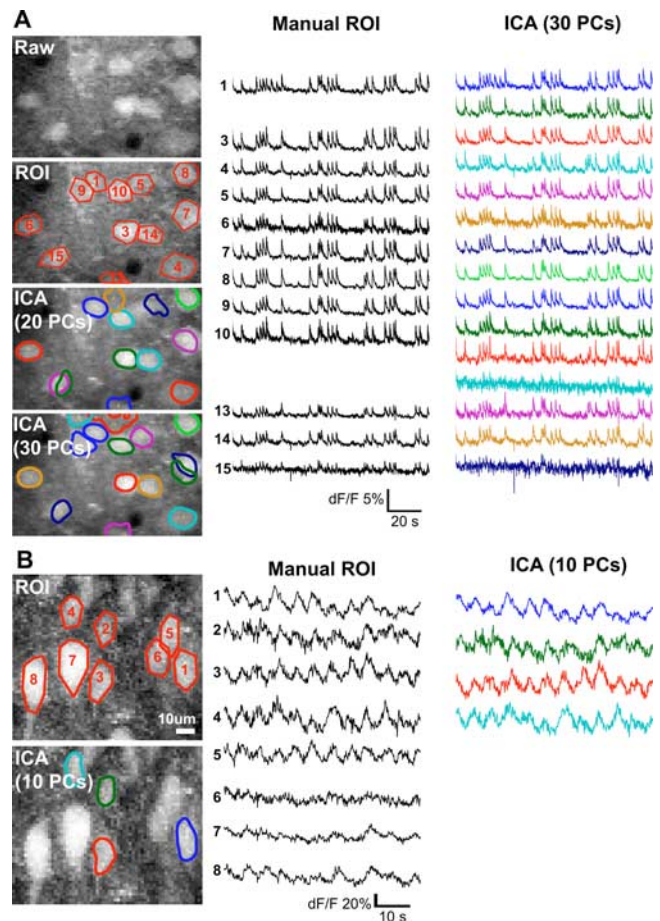 A
Manual ROI
ICA (30 PCs)
Raw
ROI
8
1
5
9
10
7
6
3
14
15
4
ICA
(20 PCs)
ICA
(30 PCs)
1
3
4
5
6
7
8
9
10
13
14
15
dF/F 5%
20 s
B
Manual ROI
ICA (10 PCs)
ROI
4
2
5
6
7
1
8
3
10um
ICA
(10 PCs)
1
2
3
4
5
6
7
8
dF/F 20%
10 s